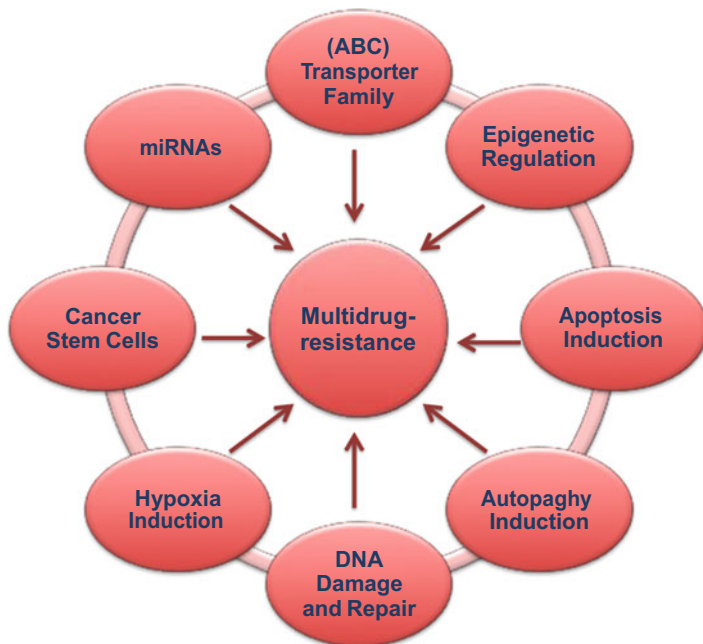 (ABC)
Transporter
Family
Epigenetic
Regulation
Apoptosis
Induction
Autopaghy
Induction
DNA
Damage
and Repair
Hypoxia
Induction
Cancer
Stem Cells
miRNAs
Multidrug-
resistance